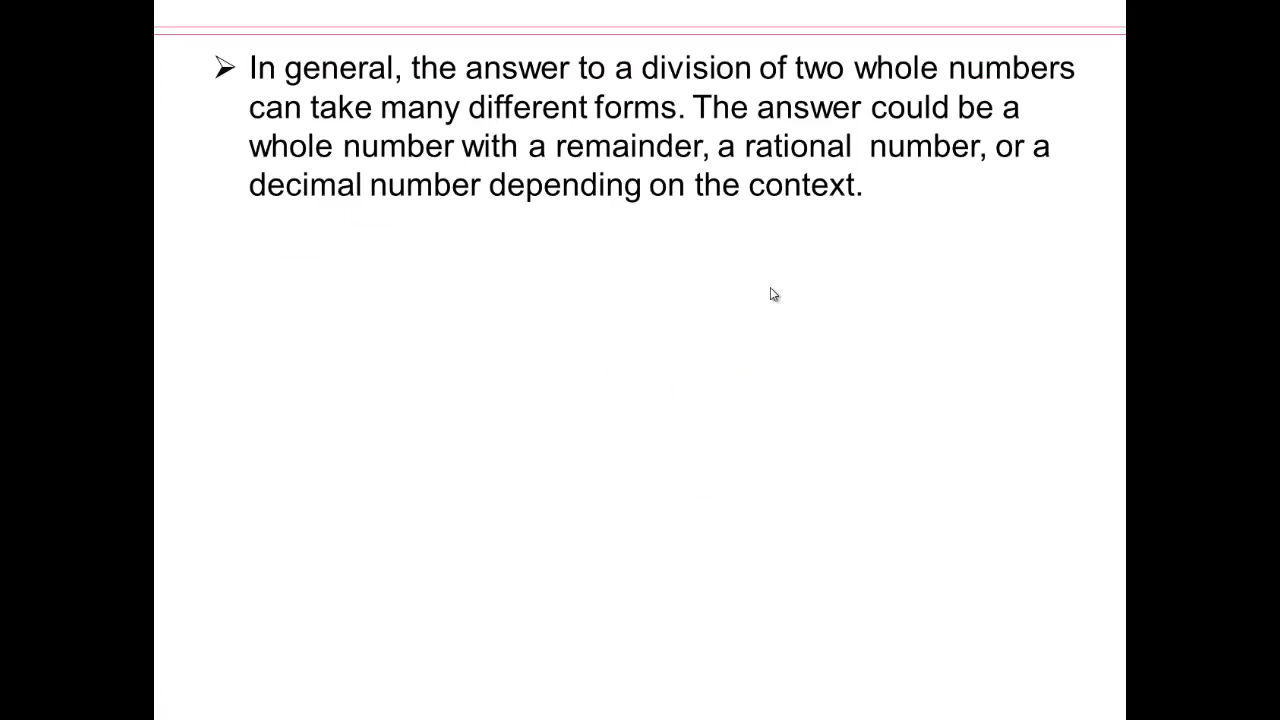 ➢ In general, the answer to a division of two whole numbers
can take many different forms. The answer could be a
whole number with a remainder, a rational  number, or a
decimal number depending on the context.